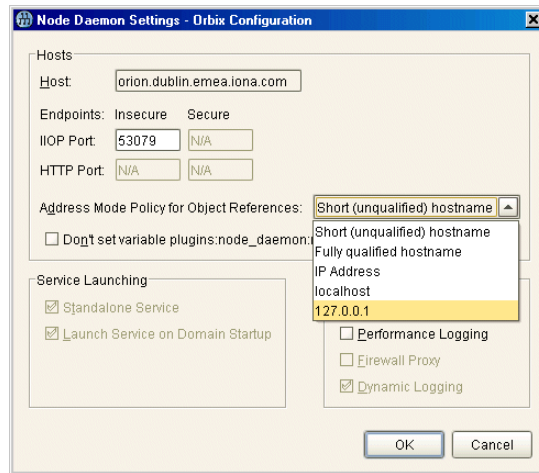 Node Daemon Settings - Orbix Configuration
Hosts
Host: orion.dublin.emea.iona.com
Endpoints: Insecure Secure
IIOP Port: 53079 N/A
HTTP Port: N/A N/A
Address Mode Policy for Object References: Short (unqualified) hostname
Short (unqualified) hostname
Fully qualified hostname
IP Address
localhost
127.0.0.1
Don't set variable plugins:node_daemon:
Service Launching
Standalone Service
Launch Service on Domain Startup
Performance Logging
Firewall Proxy
Dynamic Logging
OK Cancel